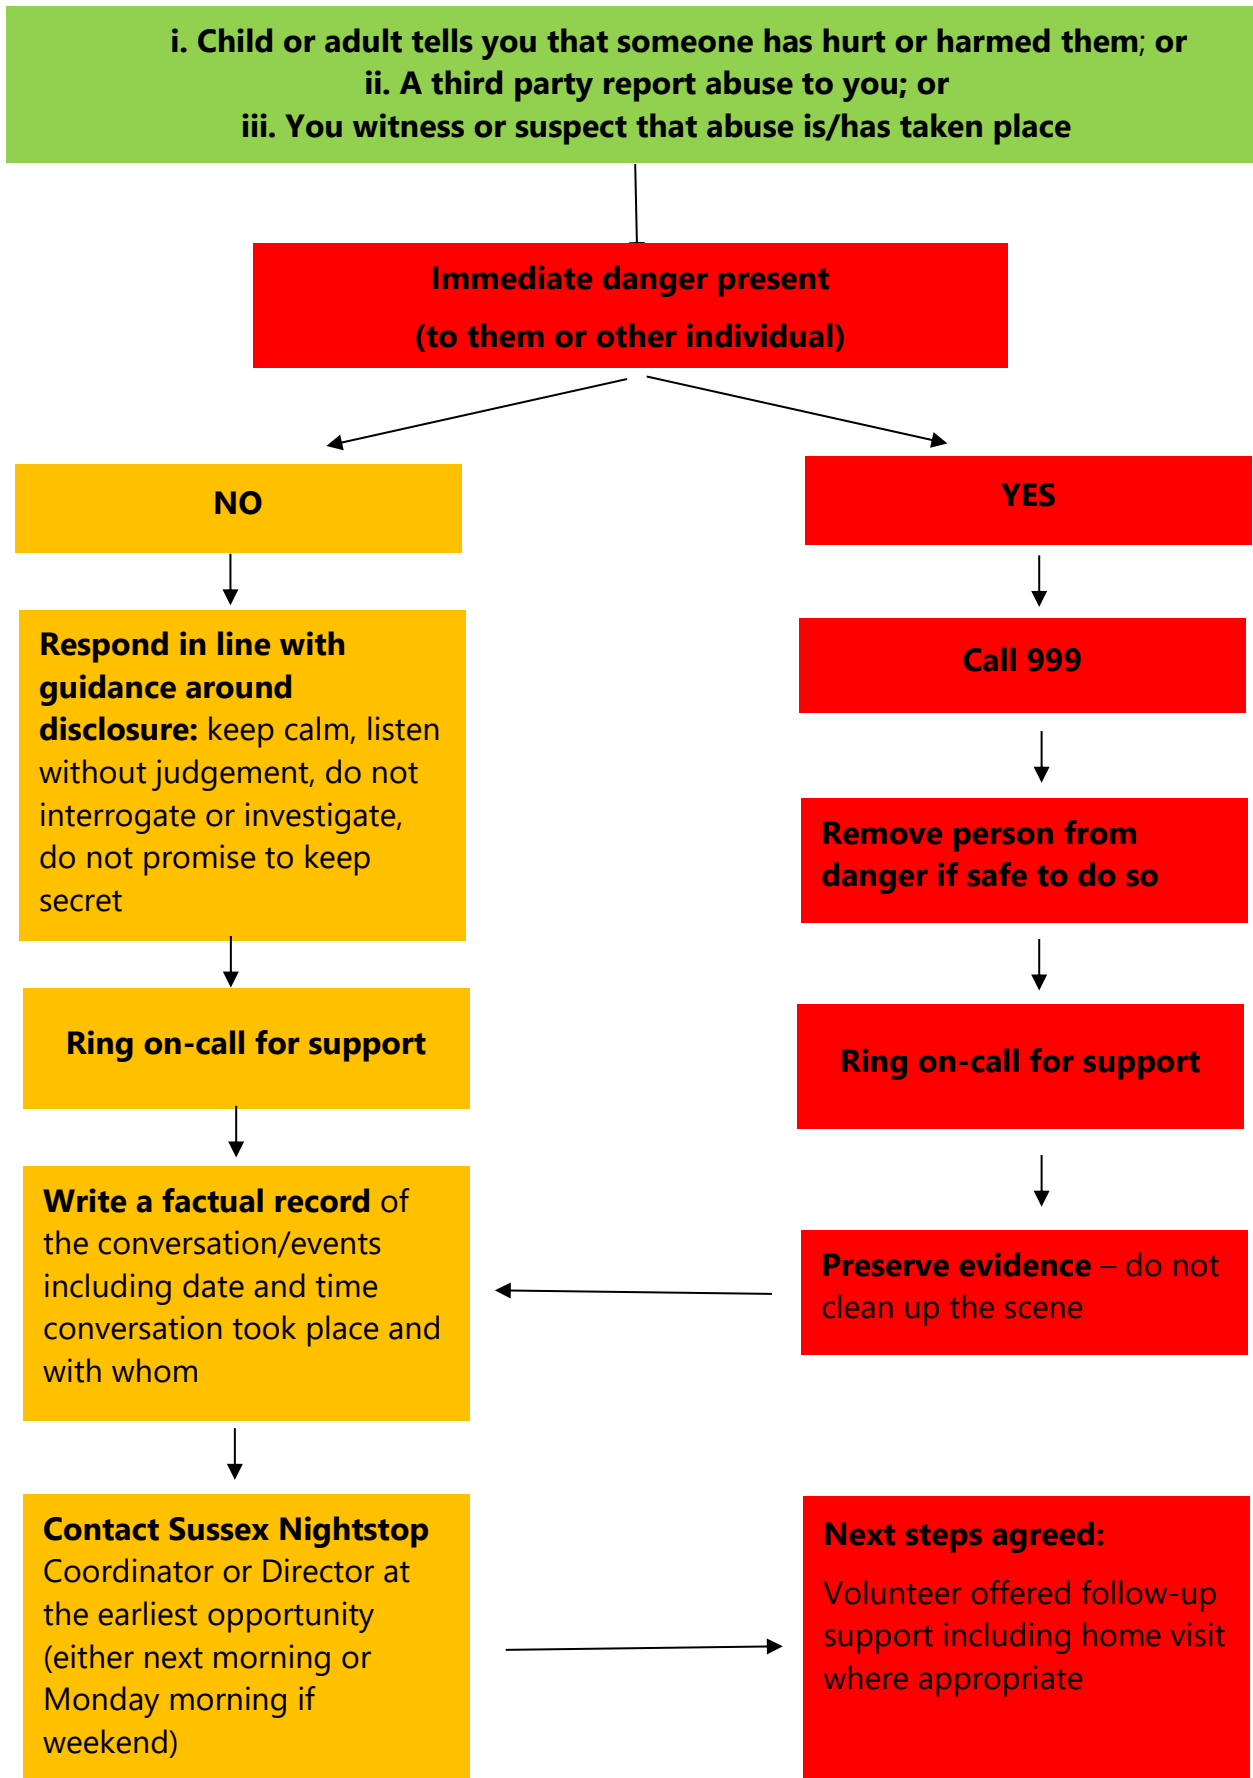 i. Child or adult tells you that someone has hurt or harmed them; or
ii. A third party report abuse to you; or
iii. You witness or suspect that abuse is/has taken place
Immediate danger present
(to them or other individual)
NO
YES
Respond in line with
guidance around
disclosure: keep calm, listen
without judgement, do not
interrogate or investigate,
do not promise to keep
secret
Call 999
Remove person from
danger if safe to do so
Ring on-call for support
Ring on-call for support
Write a factual record of
the conversation/events
including date and time
conversation took place and
with whom
Preserve evidence – do not
clean up the scene
Contact Sussex Nightstop
Coordinator or Director at
the earliest opportunity
(either next morning or
Monday morning if
weekend)
Next steps agreed:
Volunteer offered follow-up
support including home visit
where appropriate